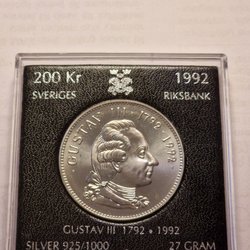 200 Kr 1992
SVERIGES RIKSBANK
GUSTAV III · 1792 · 1992
GUSTAV III 1792 • 1992
SILVER 925/1000 27 GRAM